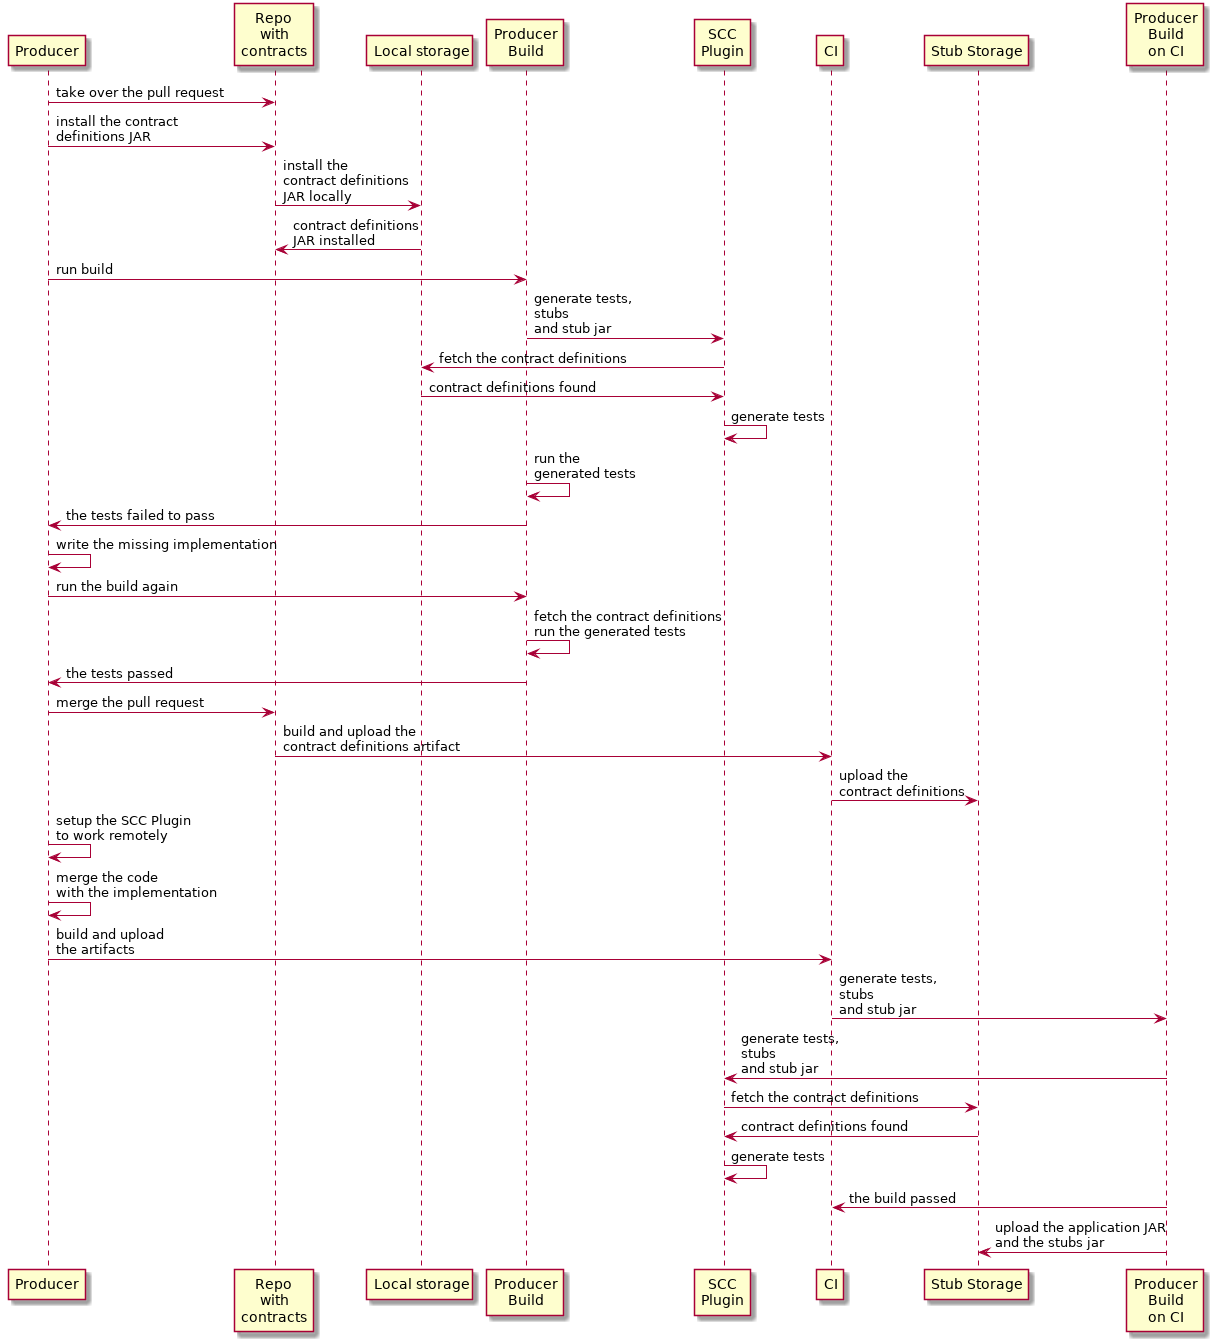 Producer
Repo
with
contracts
Local storage
Producer
Build
SCC
Plugin
CI
Stub Storage
Producer
Build
on CI
take over the pull request
install the contract
definitions JAR
install the
contract definitions
JAR locally
contract definitions
JAR installed
run build
generate tests,
stubs
and stub jar
fetch the contract definitions
contract definitions found
generate tests
run the
generated tests
the tests failed to pass
write the missing implementation
run the build again
fetch the contract definitions
run the generated tests
the tests passed
merge the pull request
build and upload the
contract definitions artifact
upload the
contract definitions
setup the SCC Plugin
to work remotely
merge the code
with the implementation
build and upload
the artifacts
generate tests,
stubs
and stub jar
generate tests,
stubs
and stub jar
fetch the contract definitions
contract definitions found
generate tests
the build passed
upload the application JAR
and the stubs jar
Producer
Repo
with
contracts
Local storage
Producer
Build
SCC
Plugin
CI
Stub Storage
Producer
Build
on CI